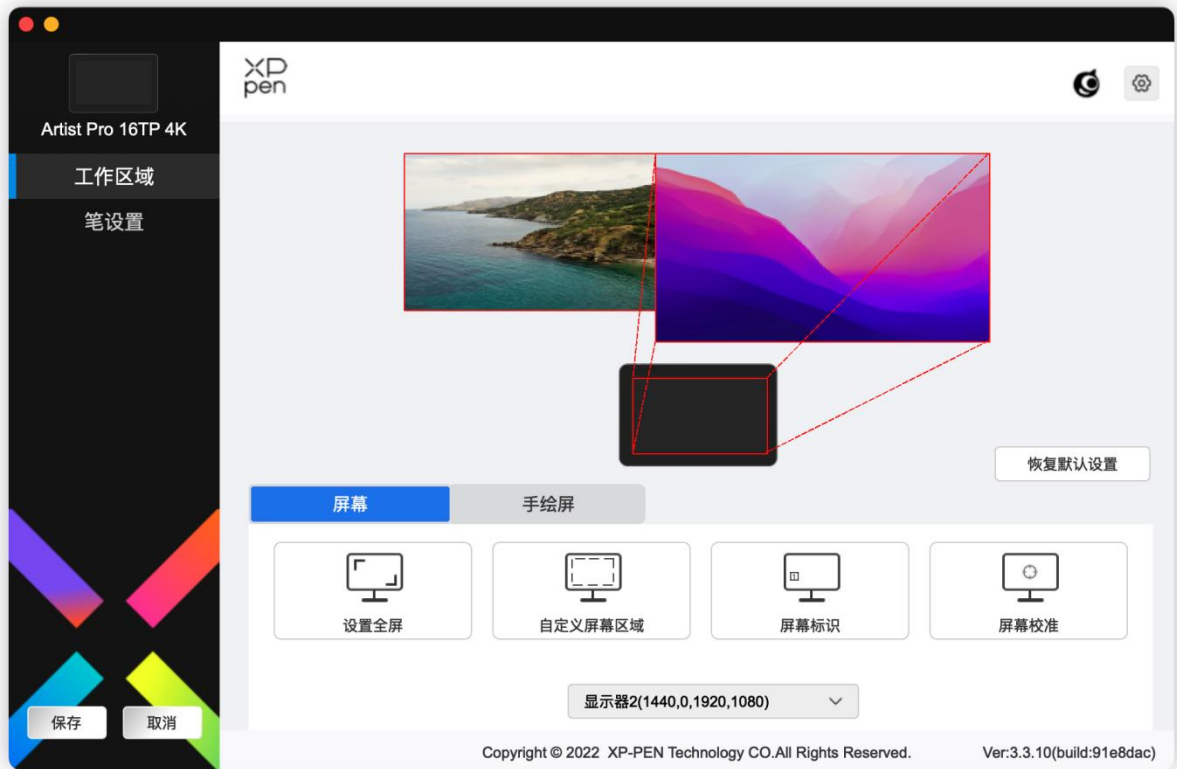 XP
pen
Artist Pro 16TP 4K
工作区域
笔设置
恢复默认设置
屏幕
手绘屏
设置全屏
自定义屏幕区域
屏幕标识
屏幕校准
显示器2(1440,0,1920,1080)
保存
取消
Copyright © 2022 XP-PEN Technology CO.All Rights Reserved.
Ver:3.3.10(build:91e8dac)